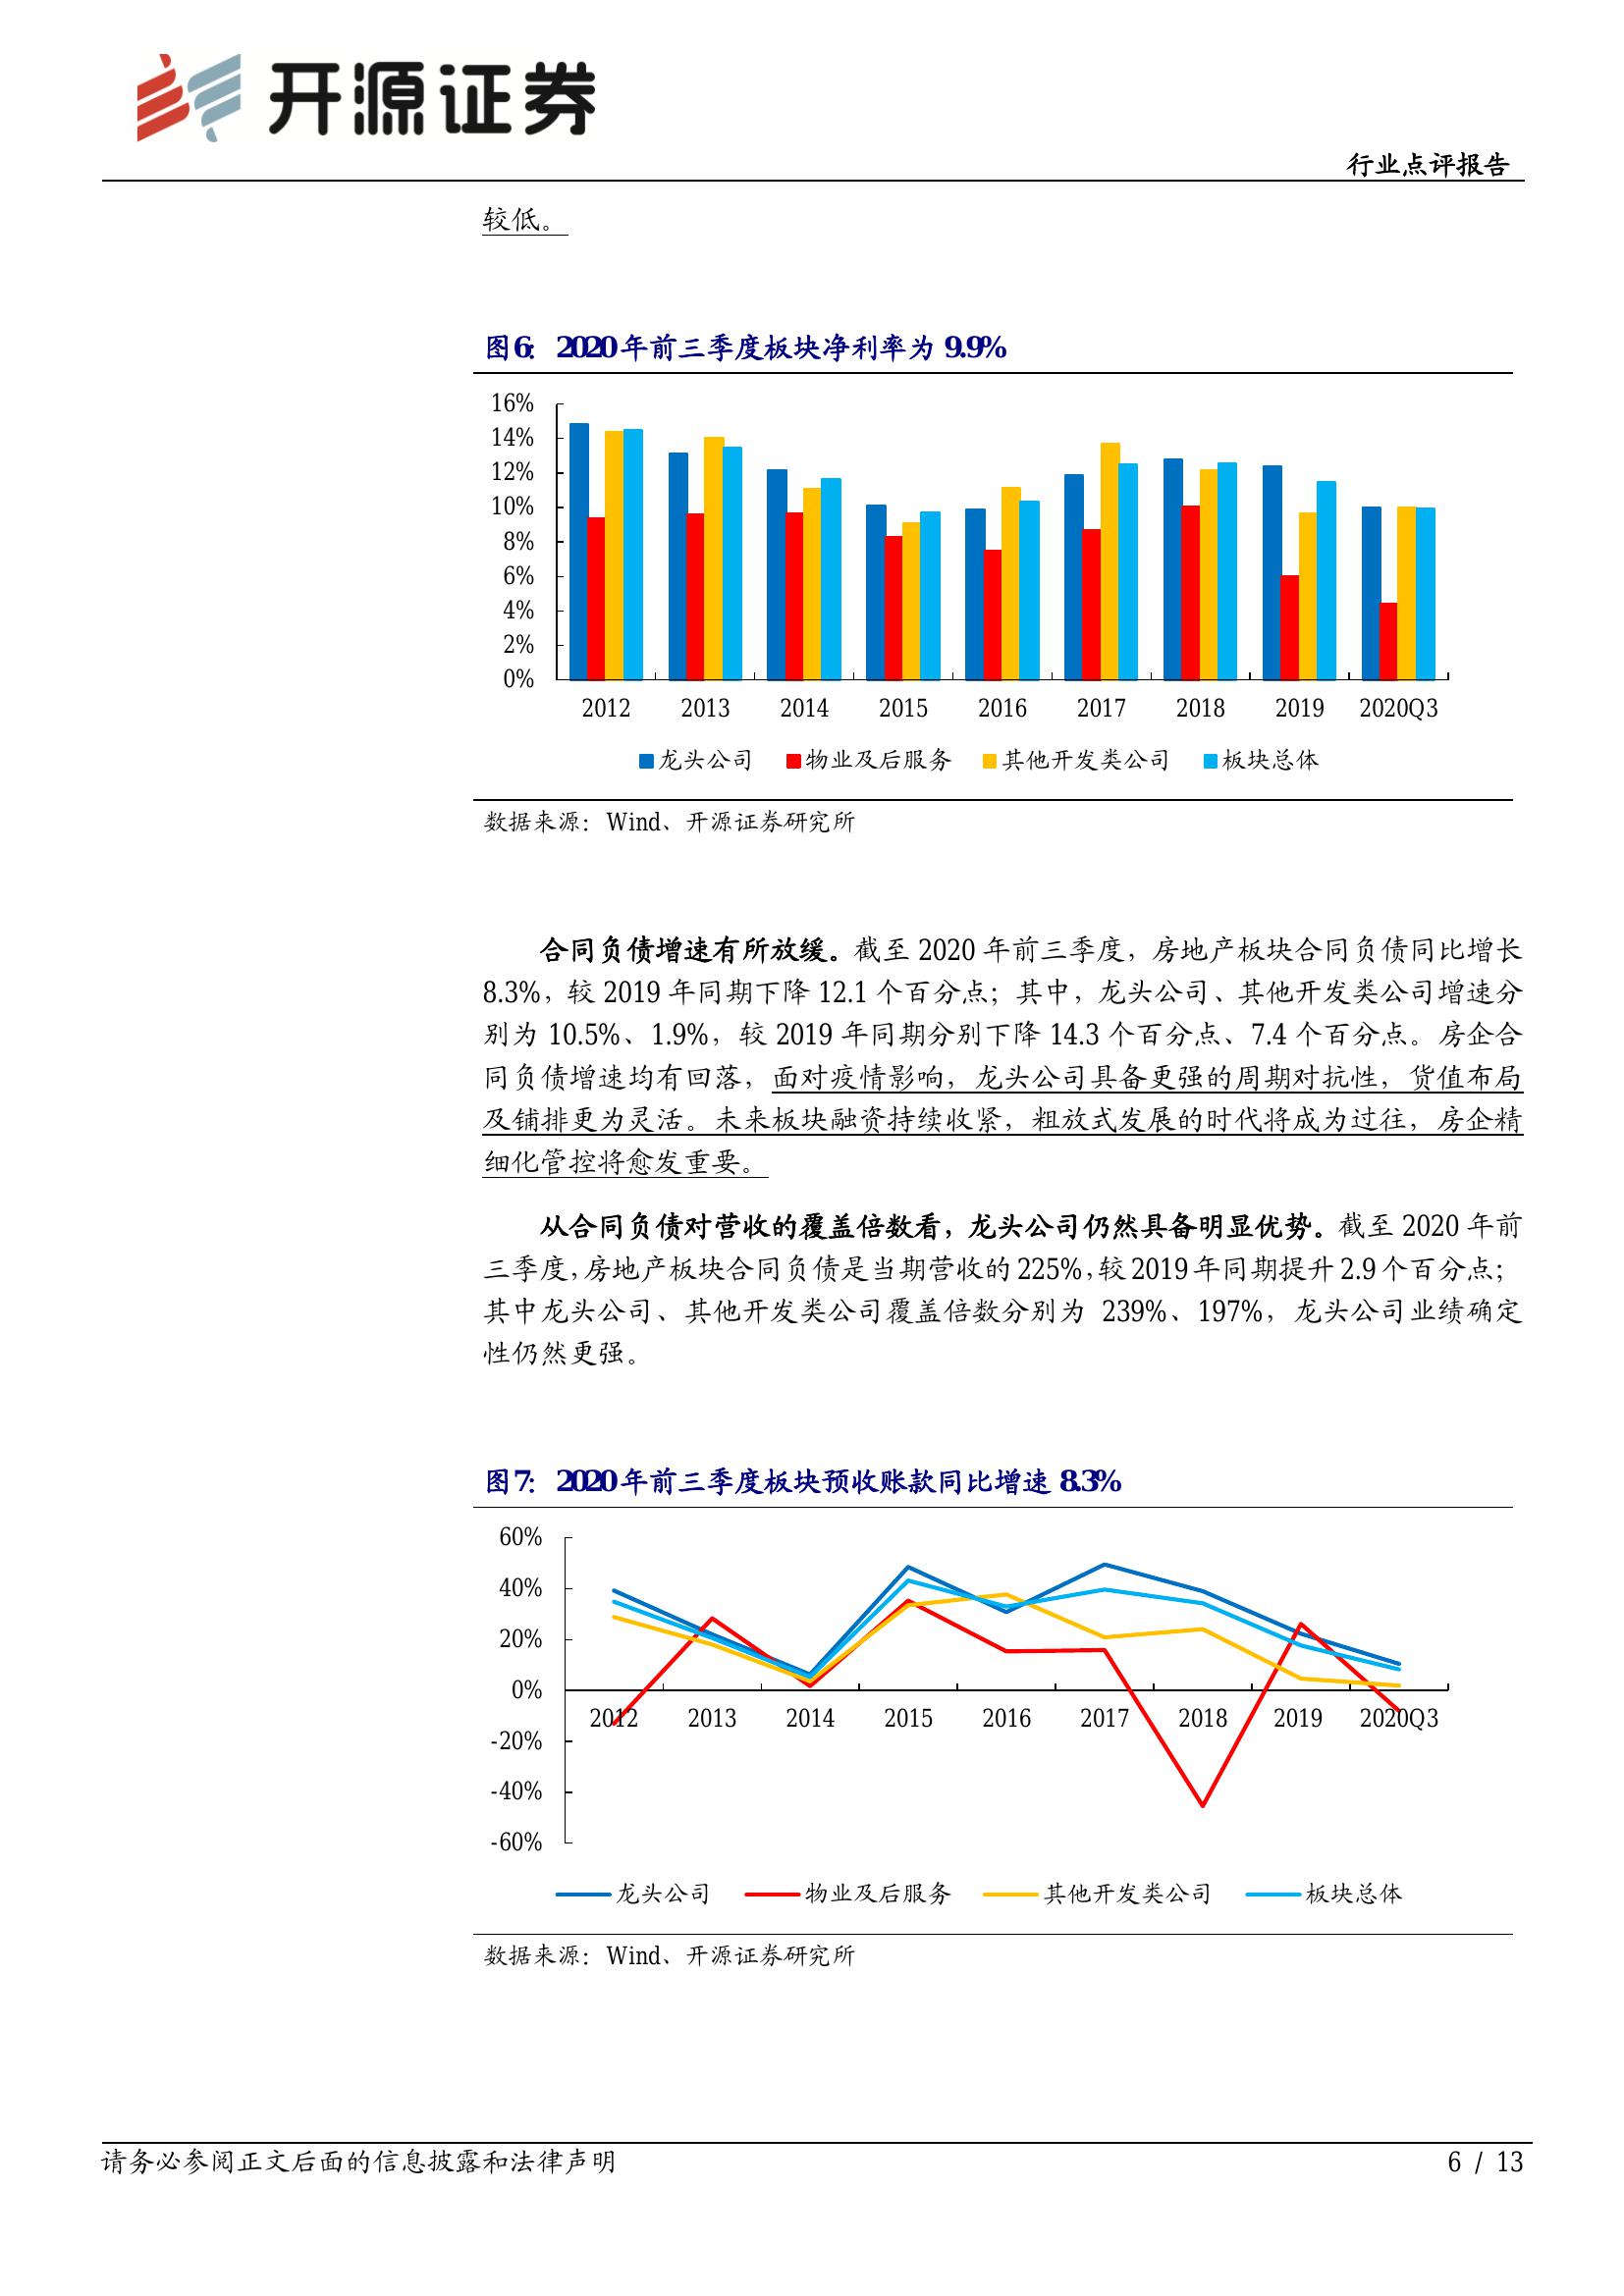 开源证券
行业点评报告
较低。
图6： 2020年前三季度板块净利率为 9.9%
16%
14%
12%
10%
8%
6%
4%
2%
0%
2012 2013 2014 2015 2016 2017 2018 2019 2020Q3
龙头公司 物业及后服务 其他开发类公司 板块总体
数据来源：Wind、开源证券研究所
合同负债增速有所放缓。截至 2020 年前三季度，房地产板块合同负债同比增长
8.3%，较 2019 年同期下降 12.1 个百分点；其中，龙头公司、其他开发类公司增速分
别为 10.5%、1.9%，较 2019 年同期分别下降 14.3 个百分点、7.4 个百分点。房企合
同负债增速均有回落，面对疫情影响，龙头公司具备更强的周期对抗性，货值布局
及铺排更为灵活。未来板块融资持续收紧，粗放式发展的时代将成为过往，房企精
细化管控将愈发重要。
从合同负债对营收的覆盖倍数看，龙头公司仍然具备明显优势。截至 2020 年前
三季度，房地产板块合同负债是当期营收的 225%，较 2019 年同期提升 2.9 个百分点；
其中龙头公司、其他开发类公司覆盖倍数分别为 239%、197%，龙头公司业绩确定
性仍然更强。
图7： 2020年前三季度板块预收账款同比增速 8.3%
60%
40%
20%
0%
2012 2013 2014 2015 2016 2017 2018 2019 2020Q3
-20%
-40%
-60%
龙头公司 物业及后服务 其他开发类公司 板块总体
数据来源：Wind、开源证券研究所
请务必参阅正文后面的信息披露和法律声明 6 / 13